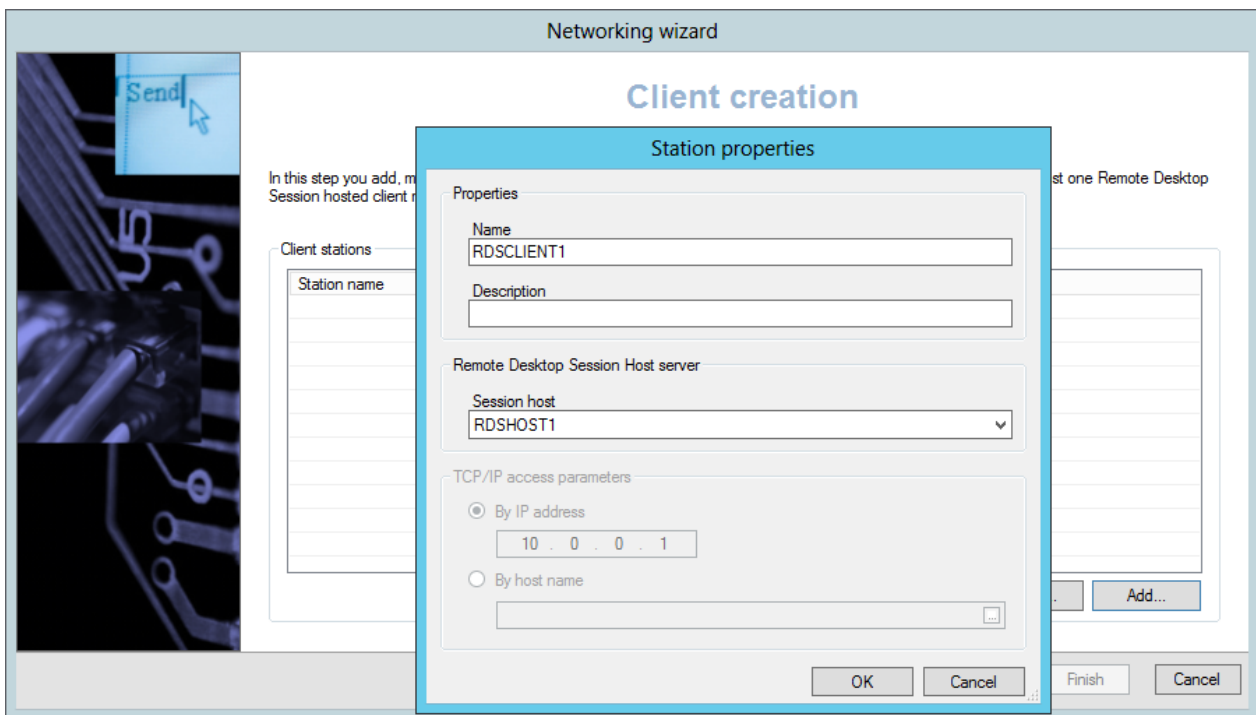 Networking wizard
Send
Client creation
In this step you add, m
st one Remote Desktop
Session hosted client r
Client stations
Station name
Station properties
Properties
Name
RDSCLIENT1
Description
Remote Desktop Session Host server
Session host
RDSHOST1
TCP/IP access parameters
By IP address
10 . 0 . 0 . 1
By host name
...
Add...
OK
Cancel
Finish
Cancel